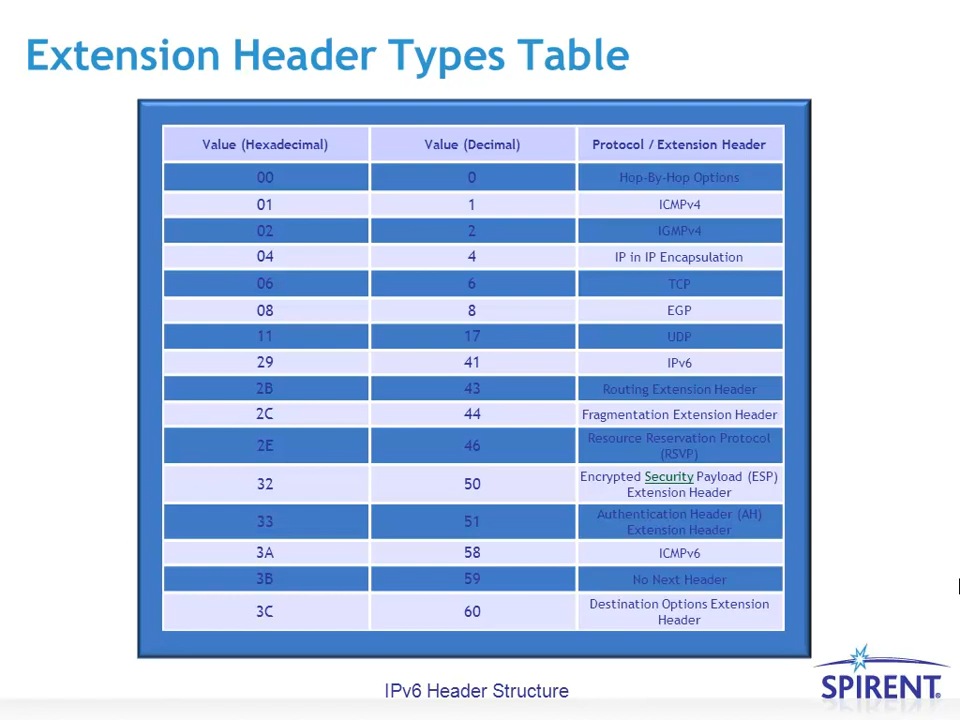 Extension Header Types Table
Value (Hexadecimal) Value (Decimal) Protocol / Extension Header
00 0 Hop-By-Hop Options
01 1 ICMPv4
02 2 IGMPv4
04 4 IP in IP Encapsulation
06 6 TCP
08 8 EGP
11 17 UDP
29 41 IPv6
2B 43 Routing Extension Header
2C 44 Fragmentation Extension Header
2E 46 Resource Reservation Protocol
(RSVP)
32 50 Encrypted Security Payload (ESP)
Extension Header
33 51 Authentication Header (AH)
Extension Header
3A 58 ICMPv6
3B 59 No Next Header
3C 60 Destination Options Extension
Header
IPv6 Header Structure
SPIRENT®